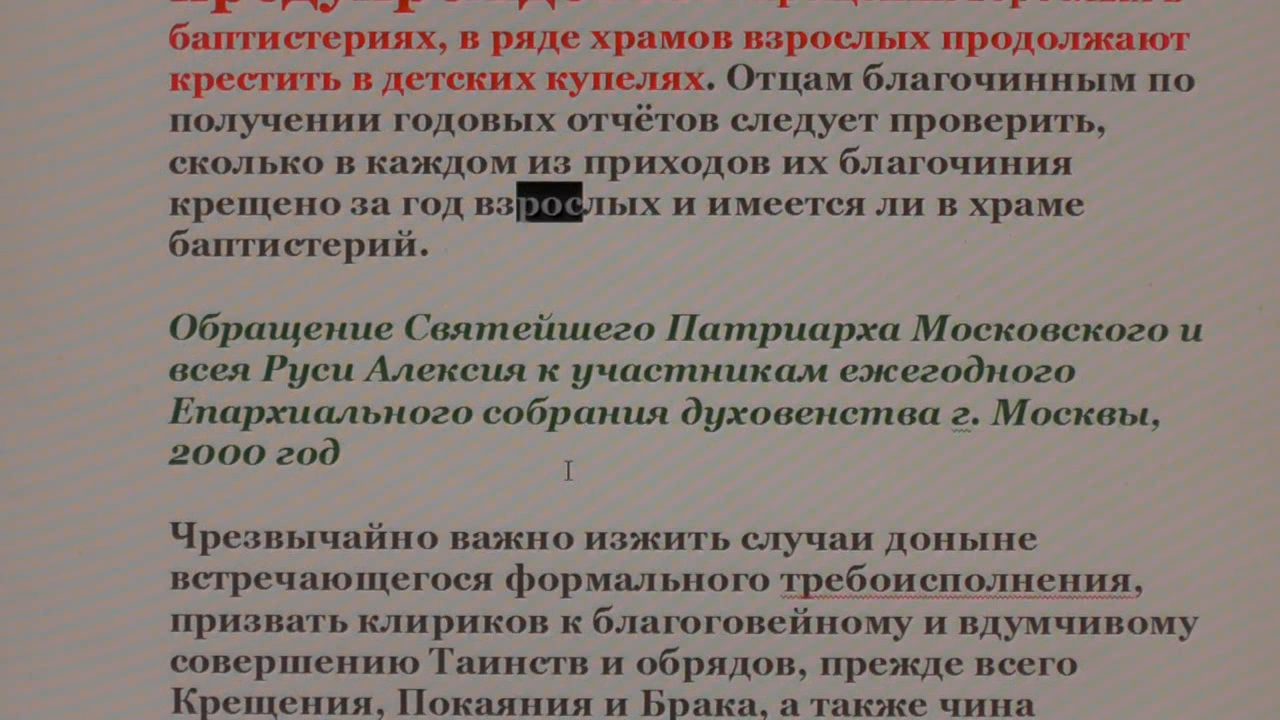 баптистериях, в ряде храмов взрослых продолжают
крестить в детских купелях. Отцам благочинным по
получении годовых отчётов следует проверить,
сколько в каждом из приходов их благочиния
крещено за год взрослых и имеется ли в храме
баптистерий.
Обращение Святейшего Патриарха Московского и
всея Руси Алексия к участникам ежегодного
Епархиального собрания духовенства г. Москвы,
2000 год
Чрезвычайно важно изжить случаи доныне
встречающегося формального требоисполнения,
призвать клириков к благоговейному и вдумчивому
совершению Таинств и обрядов, прежде всего
Крещения, Покаяния и Брака, а также чина